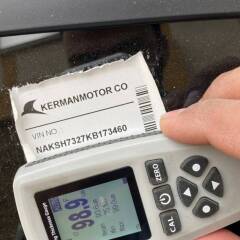 KERMANMOTOR CO
VIN NO
NAKSH7327KB173460
ZERO
CAL
98.9